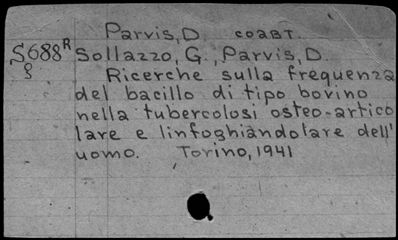 Parvis, D. coabt.
S688R Sollazzo, G., Parvis, D.
8
Ricerche sulla frequenza
del bacillo di tipo bovino
nella tubercolosi osteo-artico
lare e linfoghiandolare dell'
uomo. Torino, 1941